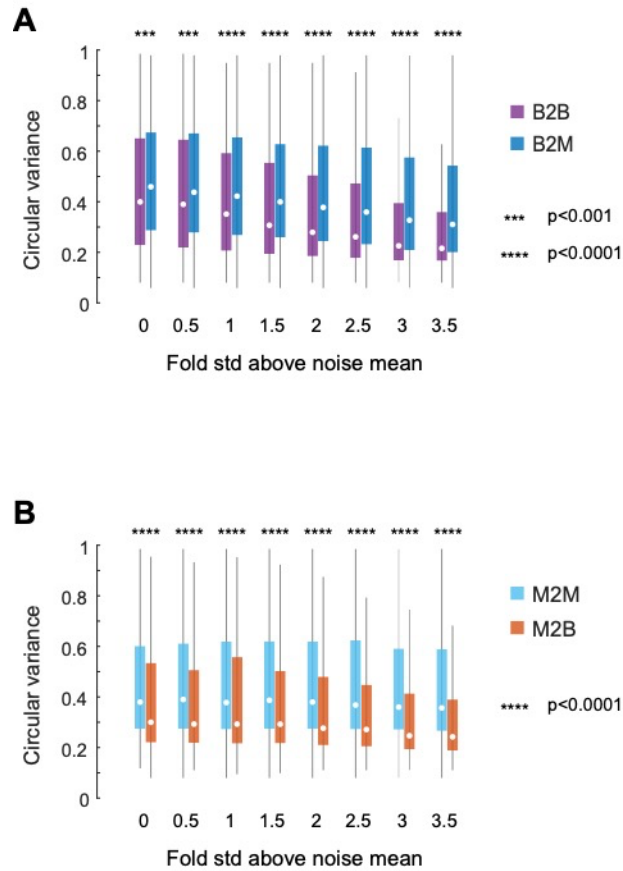 A
*** *** **** **** **** **** **** ****
1
0.8
0.6
0.4
0.2
0
Circular variance
0 0.5 1 1.5 2 2.5 3 3.5
Fold std above noise mean
B2B
B2M
*** p<0.001
**** p<0.0001
B
**** **** **** **** **** **** **** ****
1
0.8
0.6
0.4
0.2
0
Circular variance
0 0.5 1 1.5 2 2.5 3 3.5
Fold std above noise mean
M2M
M2B
**** p<0.0001